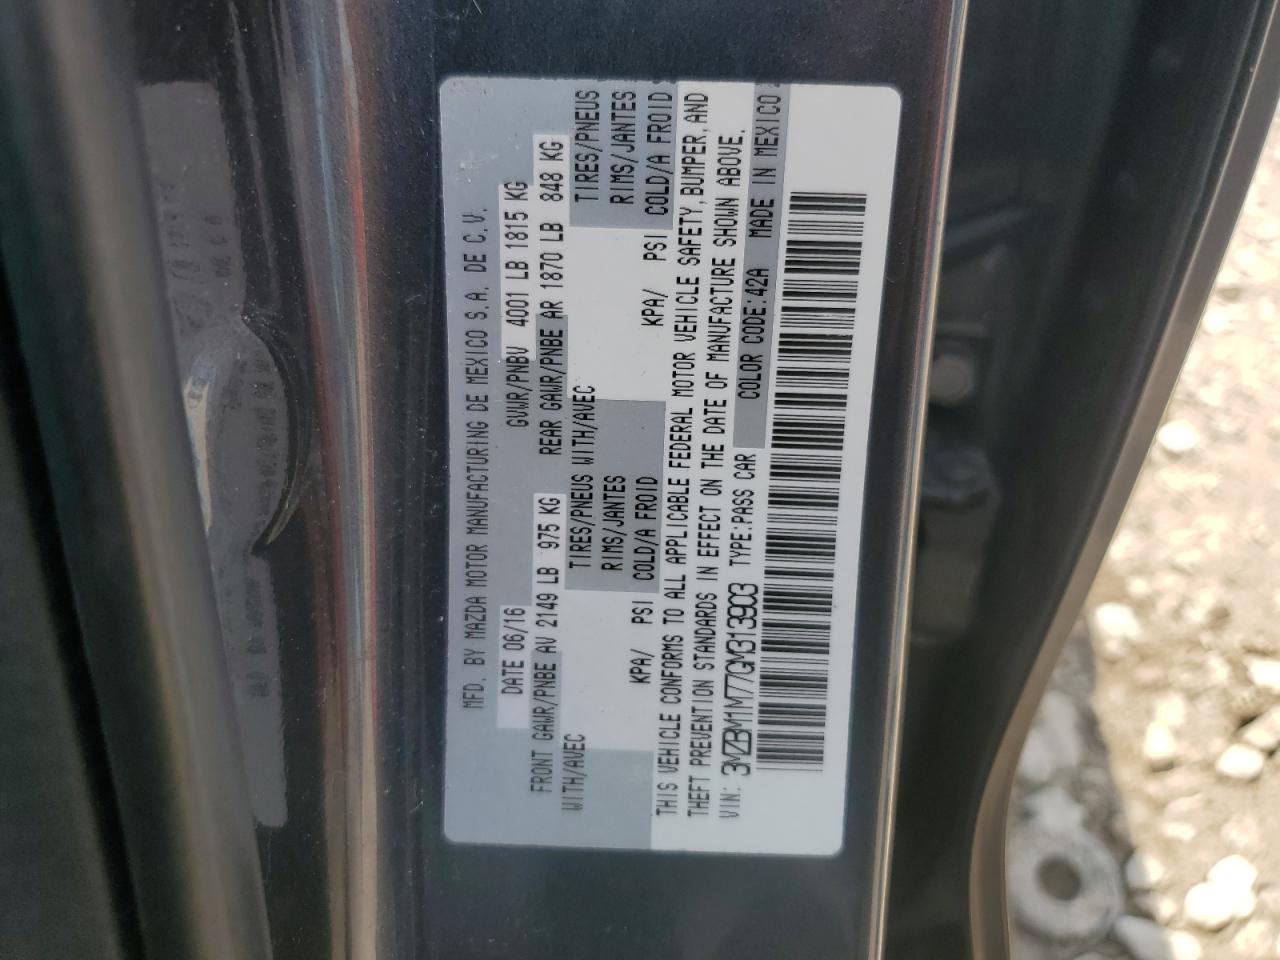 MFD. BY MAZDA MOTOR MANUFACTURING DE MEXICO S.A. DE C.V.
DATE 06/16 GVWR/PNBV 4001 LB 1815 KG
FRONT GAWR/PNBE AV 2149 LB 975 KG REAR GAWR/PNBE AR 1870 LB 848 KG
WITH/AVEC TIRES/PNEUS WITH/AVEC TIRES/PNEUS
RIMS/JANTES RIMS/JANTES
KPA/ PSI COLD/A FROID KPA/ PSI COLD/A FROID
THIS VEHICLE CONFORMS TO ALL APPLICABLE FEDERAL MOTOR VEHICLE SAFETY, BUMPER, AND
THEFT PREVENTION STANDARDS IN EFFECT ON THE DATE OF MANUFACTURE SHOWN ABOVE.
VIN: 3MZBM1M77GM313903 TYPE:PASS CAR COLOR CODE:42A MADE IN MEXICO